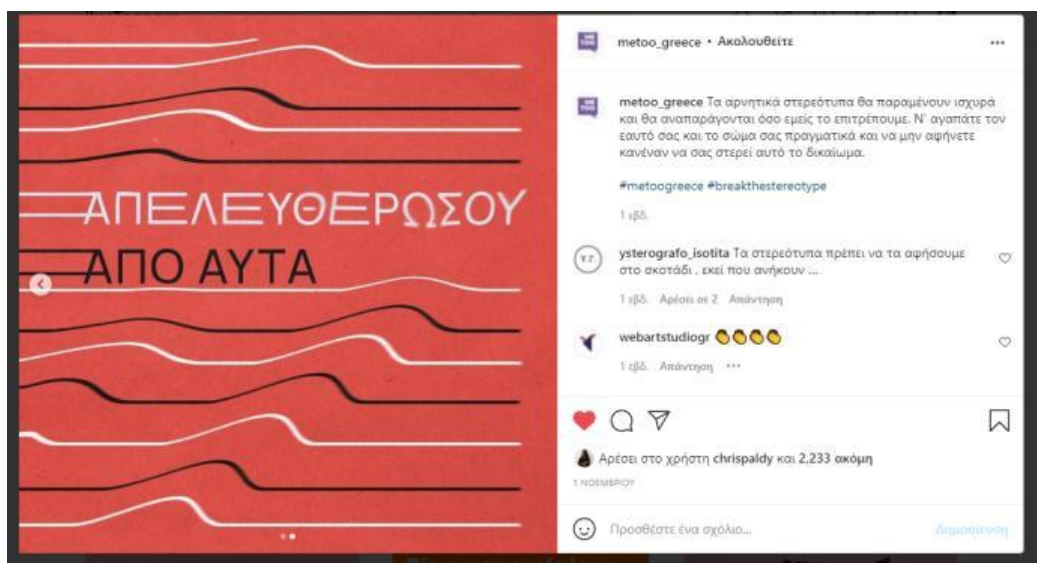 ΑΠΕΛΕΥΘΕΡΩΣΟΥ
ΑΠΟ ΑΥΤΑ
metoo_greece • Ακολουθείτε
metoo_greece Τα αρνητικά στερεότυπα θα παραμένουν ισχυρά
και θα αναπαράγονται όσο εμείς το επιτρέπουμε. Ν' αγαπάτε τον
εαυτό σας και το σώμα σας πραγματικά και να μην αφήνετε
κανέναν να σας στερεί αυτό το δικαίωμα.
#metoogreece #breakthestereotype
1 εβδ.
ysterografo_isotita Τα στερεότυπα πρέπει να τα αφήσουμε
στο σκοτάδι , εκεί που ανήκουν ...
1 εβδ. Αρέσει σε 2 Απάντηση
webartstudiogr 👏👏👏👏
1 εβδ. Απάντηση
Αρέσει στο χρήστη chrispaldy και 2.233 ακόμη
1 ΝΟΕΜΒΡΙΟΥ
Προσθέστε ένα σχόλιο...
Δημοσίευση